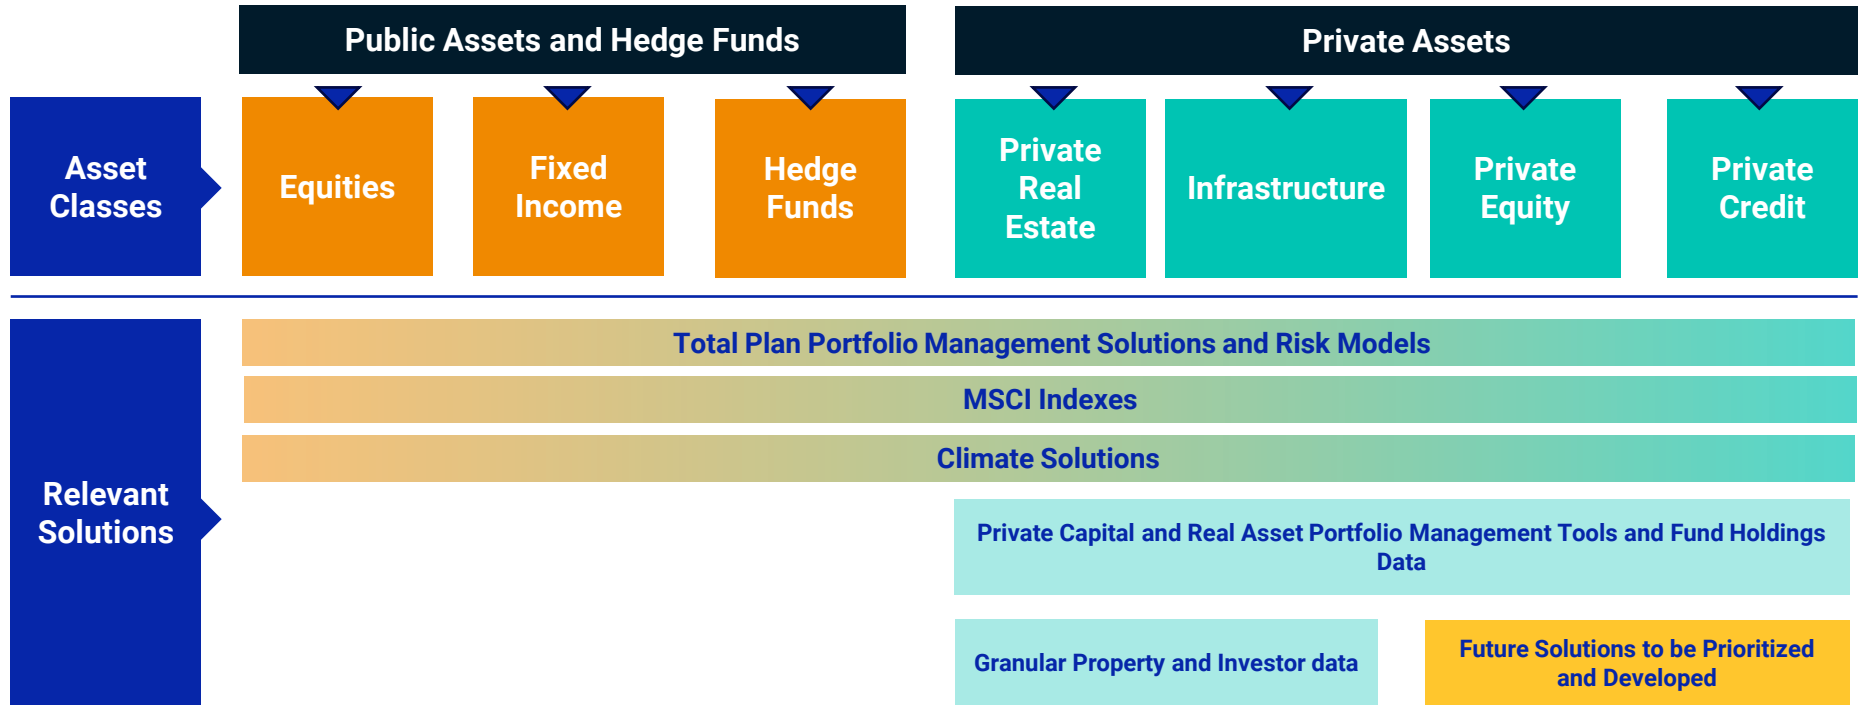 Public Assets and Hedge Funds
Private Assets
Asset
Classes
Equities
Fixed
Income
Hedge
Funds
Private
Real
Estate
Infrastructure
Private
Equity
Private
Credit
Relevant
Solutions
Total Plan Portfolio Management Solutions and Risk Models
MSCI Indexes
Climate Solutions
Private Capital and Real Asset Portfolio Management Tools and Fund Holdings
Data
Granular Property and Investor data
Future Solutions to be Prioritized
and Developed